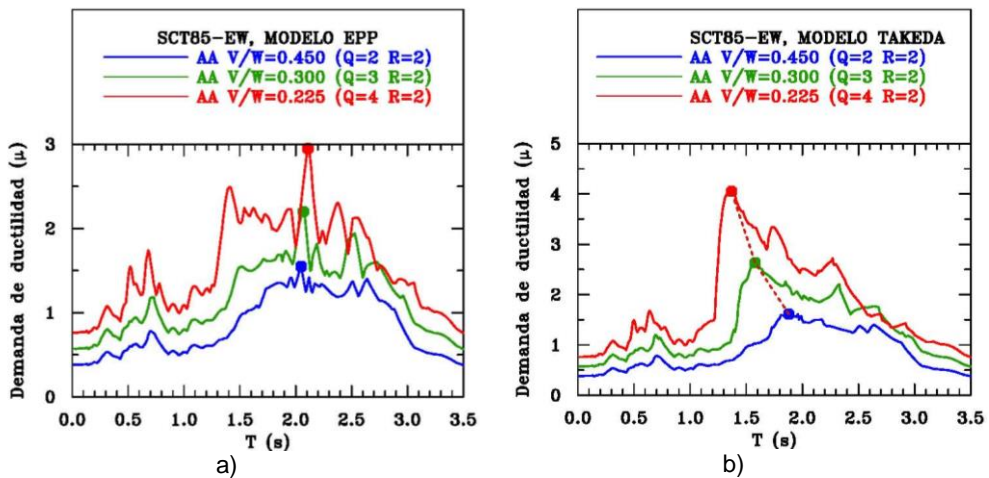 SCT85-EW, MODELO EPP
AA V/W=0.450 (Q=2 R=2)
AA V/W=0.300 (Q=3 R=2)
AA V/W=0.225 (Q=4 R=2)
Demanda de ductilidad (μ)
3
2
1
0
0.0 0.5 1.0 1.5 2.0 2.5 3.0 3.5
T (s)
a)
SCT85-EW, MODELO TAKEDA
AA V/W=0.450 (Q=2 R=2)
AA V/W=0.300 (Q=3 R=2)
AA V/W=0.225 (Q=4 R=2)
Demanda de ductilidad (μ)
5
4
3
2
1
0
0.0 0.5 1.0 1.5 2.0 2.5 3.0 3.5
T (s)
b)